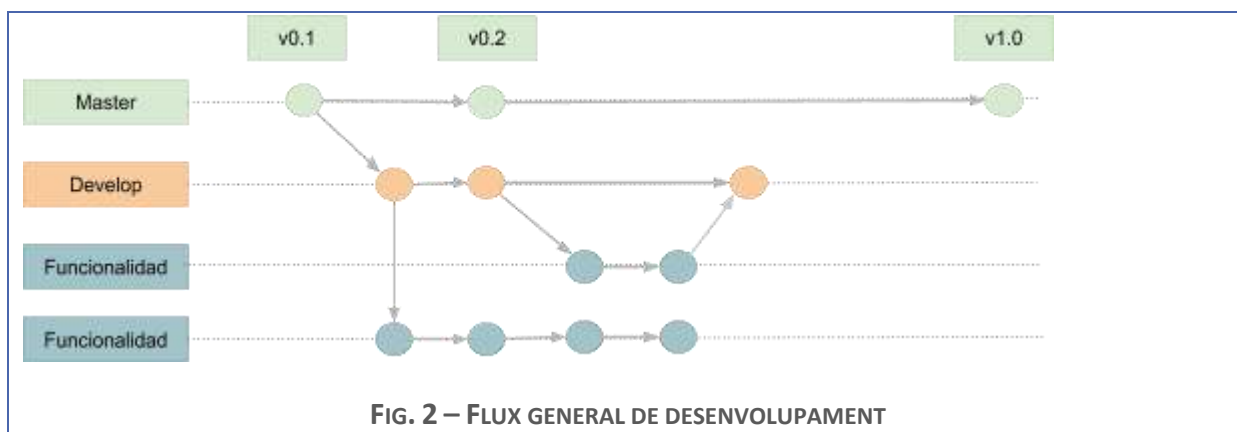 v0.1
v0.2
v1.0
Master
Develop
Funcionalidad
Funcionalidad
FIG. 2 – FLUX GENERAL DE DESENVOLUPAMENT